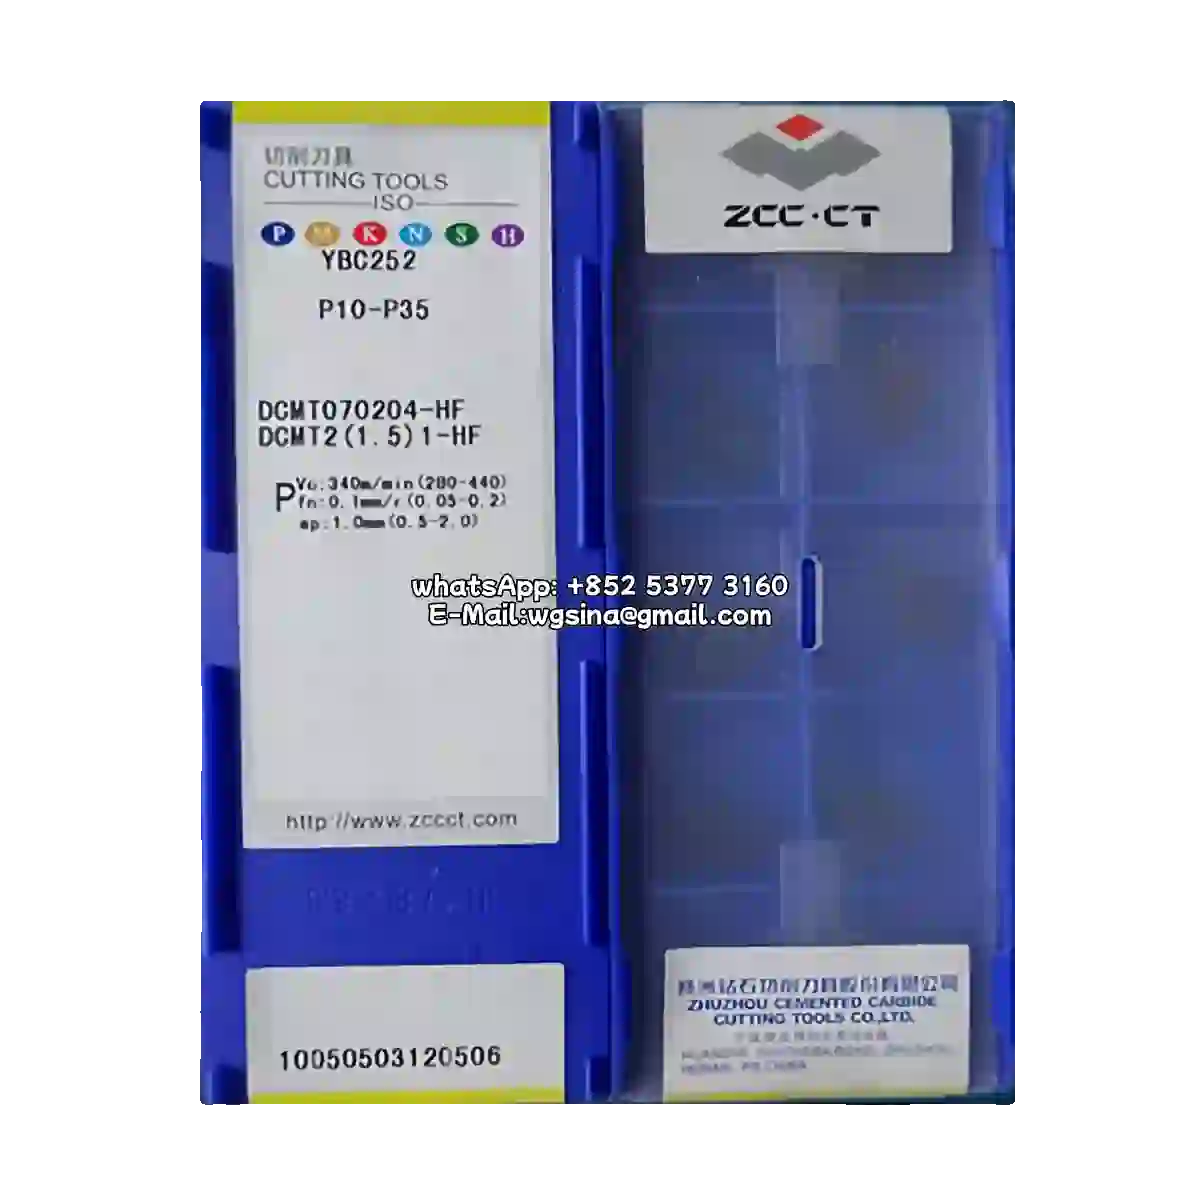 切削刀具
CUTTING TOOLS
ISO
P M K N S H
YBC252
P10-P35
DCMT070204-HF
DCMT2(1.5)1-HF
P
Vc:340m/min(280-440)
fn:0.1mm/r(0.05-0.2)
ap:1.0mm(0.5-2.0)
http://www.zccct.com
10050503120506
ZCC·CT
whatsApp: +852 5377 3160
E-Mail:wgsina@gmail.com
株洲钻石切削刀具股份有限公司
ZHUZHOU CEMENTED CARBIDE
CUTTING TOOLS CO.,LTD.
HUNAN, PR CHINA